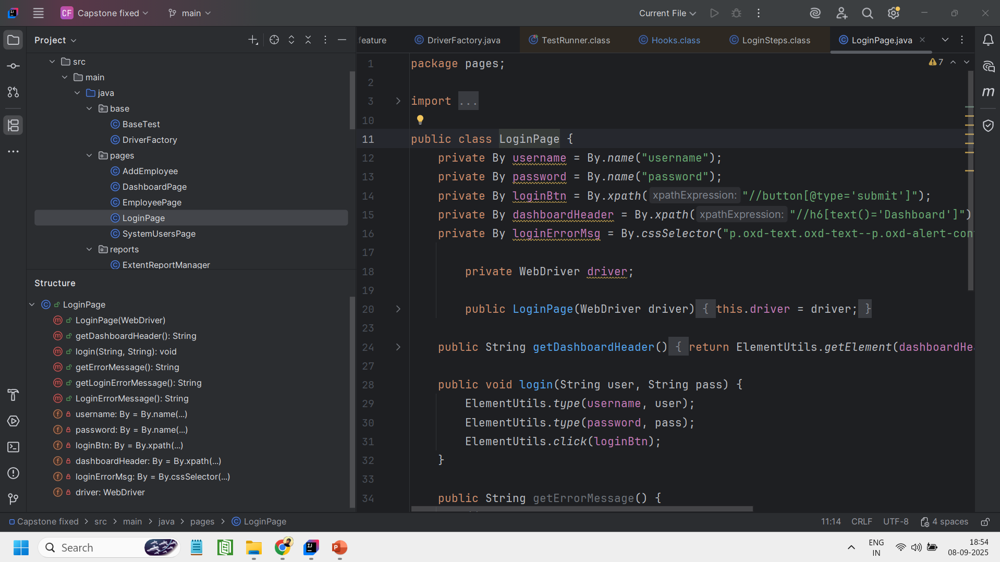 CF Capstone fixed
main
Current File
Project
src
main
java
base
BaseTest
DriverFactory
pages
AddEmployee
DashboardPage
EmployeePage
LoginPage
SystemUsersPage
reports
ExtentReportManager
Structure
LoginPage
LoginPage(WebDriver)
getDashboardHeader(): String
login(String, String): void
getErrorMessage(): String
getLoginErrorMessage(): String
LoginErrorMessage(): String
username: By = By.name(...)
password: By = By.name(...)
loginBtn: By = By.xpath(...)
dashboardHeader: By = By.xpath(...)
loginErrorMsg: By = By.cssSelector(...)
driver: WebDriver
feature DriverFactory.java TestRunner.class Hooks.class LoginSteps.class LoginPage.java
7
1 package pages;
2
3 import ...
10
11 public class LoginPage {
12 private By username = By.name("username");
13 private By password = By.name("password");
14 private By loginBtn = By.xpath( xpathExpression: "//button[@type='submit']");
15 private By dashboardHeader = By.xpath( xpathExpression: "//h6[text()='Dashboard']")
16 private By loginErrorMsg = By.cssSelector("p.oxd-text.oxd-text--p.oxd-alert-con
17
18 private WebDriver driver;
19
20 public LoginPage(WebDriver driver) { this.driver = driver; }
23
24 public String getDashboardHeader() { return ElementUtils.getElement(dashboardHe
27
28 public void login(String user, String pass) {
29 ElementUtils.type(username, user);
30 ElementUtils.type(password, pass);
31 ElementUtils.click(loginBtn);
32 }
33
34 public String getErrorMessage() {
Capstone fixed > src > main > java > pages > LoginPage
11:14 CRLF UTF-8 4 spaces
Search
ENG
IN
18:54
08-09-2025